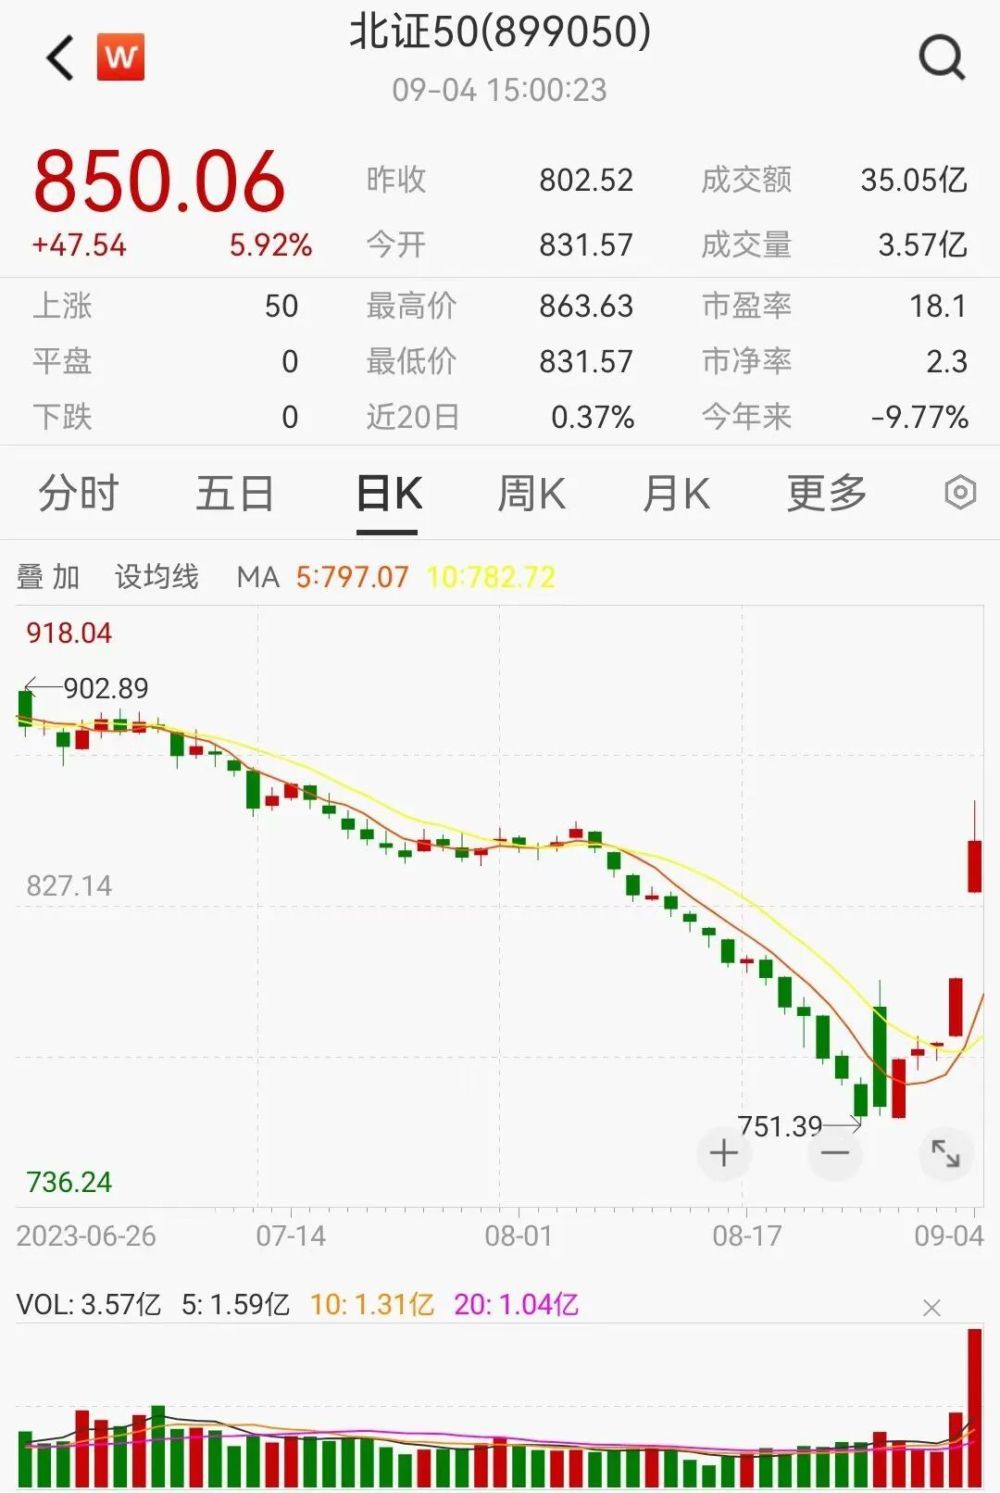 W
北证50(899050)
09-04 15:00:23
850.06
+47.54 5.92%
昨收 802.52 成交额 35.05亿
今开 831.57 成交量 3.57亿
上涨 50 最高价 863.63 市盈率 18.1
平盘 0 最低价 831.57 市净率 2.3
下跌 0 近20日 0.37% 今年来 -9.77%
分时 五日 日K 周K 月K 更多
叠加 设均线 MA 5:797.07 10:782.72
918.04
902.89
827.14
751.39
736.24
2023-06-26 07-14 08-01 08-17 09-04
VOL: 3.57亿 5: 1.59亿 10: 1.31亿 20: 1.04亿